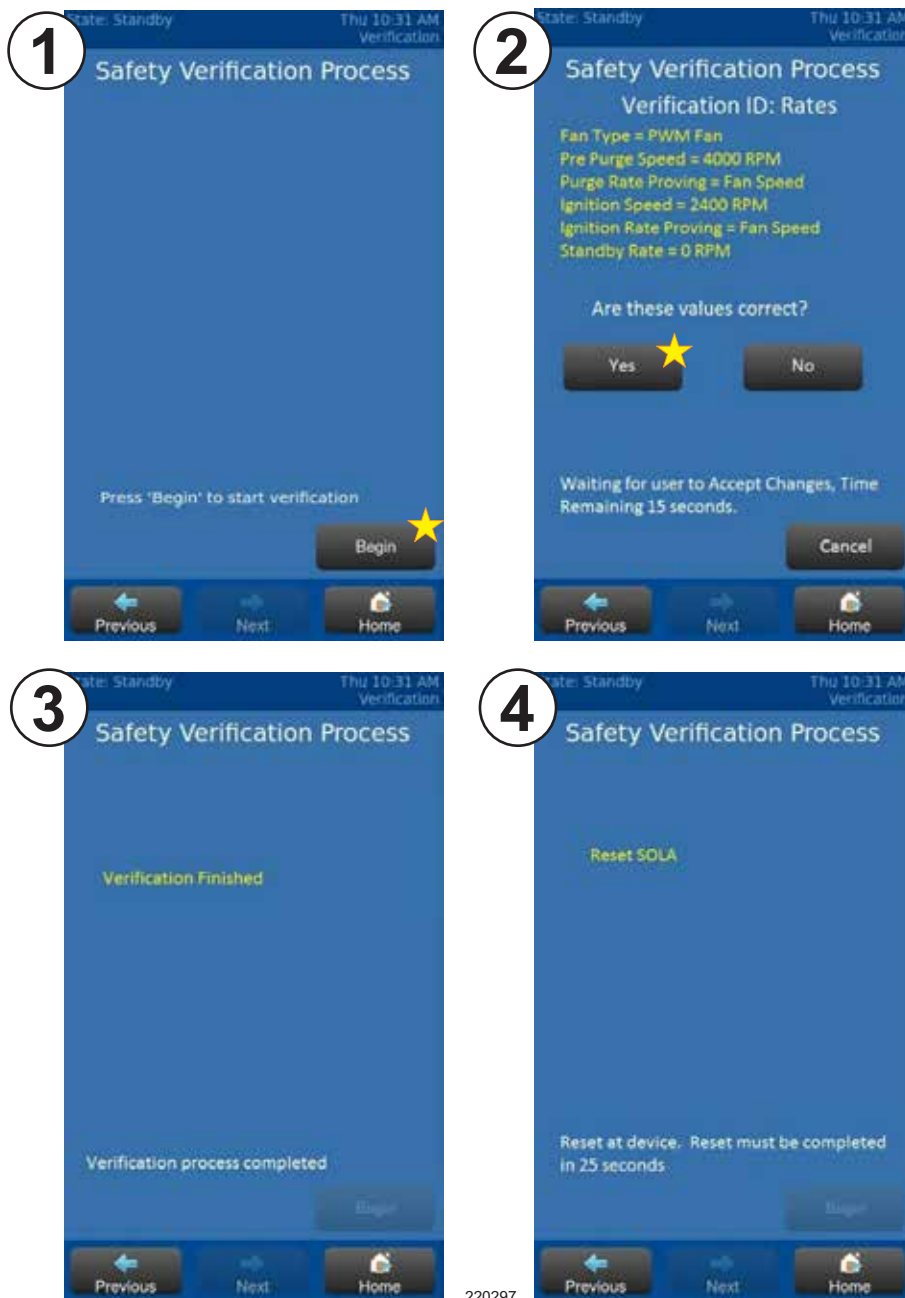 1
State: Standby
Thu 10:31 AM
Verification
Safety Verification Process
Press 'Begin' to start verification
Begin
Previous
Next
Home
2
State: Standby
Thu 10:31 AM
Verification
Safety Verification Process
Verification ID: Rates
Fan Type = PWM Fan
Pre Purge Speed = 4000 RPM
Purge Rate Proving = Fan Speed
Ignition Speed = 2400 RPM
Ignition Rate Proving = Fan Speed
Standby Rate = 0 RPM
Are these values correct?
Yes
No
Waiting for user to Accept Changes, Time
Remaining 15 seconds.
Cancel
Previous
Next
Home
3
State: Standby
Thu 10:31 AM
Verification
Safety Verification Process
Verification Finished
Verification process completed
Begin
Previous
Next
Home
4
State: Standby
Thu 10:31 AM
Verification
Safety Verification Process
Reset SOLA
Reset at device. Reset must be completed
in 25 seconds
Begin
Previous
Next
Home
220297